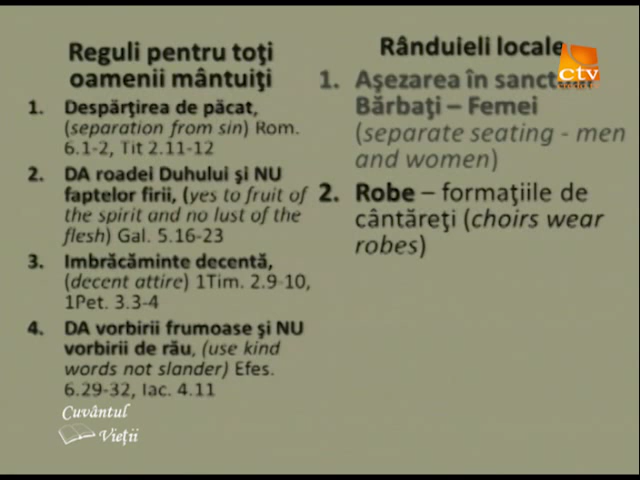 Reguli pentru toţi
oamenii mântuiţi
1. Despărţirea de păcat,
(separation from sin) Rom.
6.1-2, Tit 2.11-12
2. DA roadei Duhului şi NU
faptelor firii, (yes to fruit of
the spirit and no lust of the
flesh) Gal. 5.16-23
3. Imbrăcăminte decentă,
(decent attire) 1Tim. 2.9-10,
1Pet. 3.3-4
4. DA vorbirii frumoase şi NU
vorbirii de rău, (use kind
words not slander) Efes.
6.29-32, Iac. 4.11
Rânduieli locale
1. Aşezarea în
Bărbaţi – Femei
(separate seating - men
and women)
2. Robe – formaţiile de
cântăreţi (choirs wear
robes)
ctv
Cuvântul
Vieţii